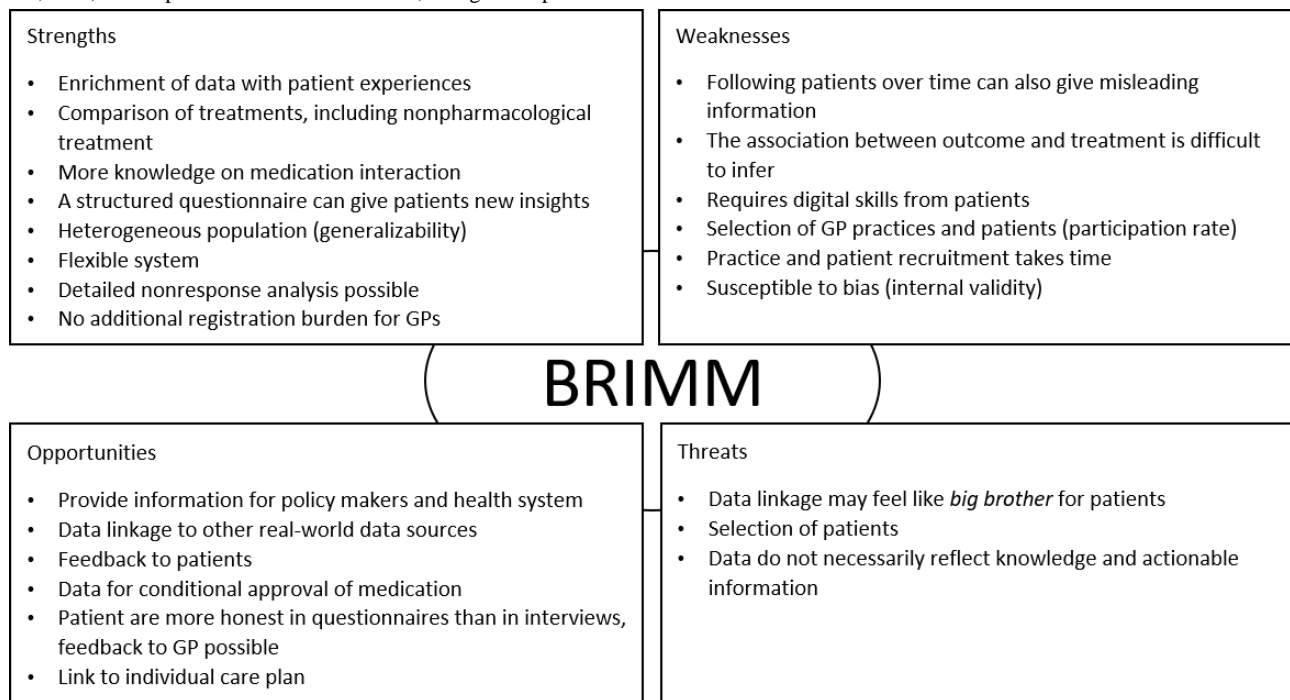 Strengths
• Enrichment of data with patient experiences
• Comparison of treatments, including nonpharmacological
treatment
• More knowledge on medication interaction
• A structured questionnaire can give patients new insights
• Heterogeneous population (generalizability)
• Flexible system
• Detailed nonresponse analysis possible
• No additional registration burden for GPs
Weaknesses
• Following patients over time can also give misleading
information
• The association between outcome and treatment is difficult
to infer
• Requires digital skills from patients
• Selection of GP practices and patients (participation rate)
• Practice and patient recruitment takes time
• Susceptible to bias (internal validity)
BRIMM
Opportunities
• Provide information for policy makers and health system
• Data linkage to other real-world data sources
• Feedback to patients
• Data for conditional approval of medication
• Patient are more honest in questionnaires than in interviews,
feedback to GP possible
• Link to individual care plan
Threats
• Data linkage may feel like big brother for patients
• Selection of patients
• Data do not necessarily reflect knowledge and actionable
information